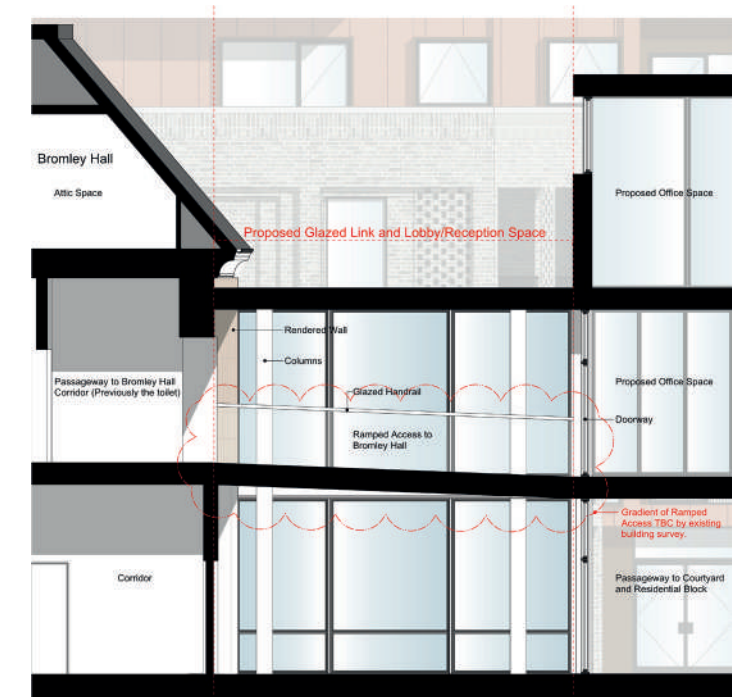 Bromley Hall
Attic Space
Proposed Office Space
Proposed Glazed Link and Lobby/Reception Space
Rendered Wall
Columns
Passageway to Bromley Hall
Corridor (Previously the toilet)
Glazed Handrail
Proposed Office Space
Doorway
Ramped Access to
Bromley Hall
Gradient of Ramped
Access TBC by existing
building survey.
Corridor
Passageway to Courtyard
and Residential Block